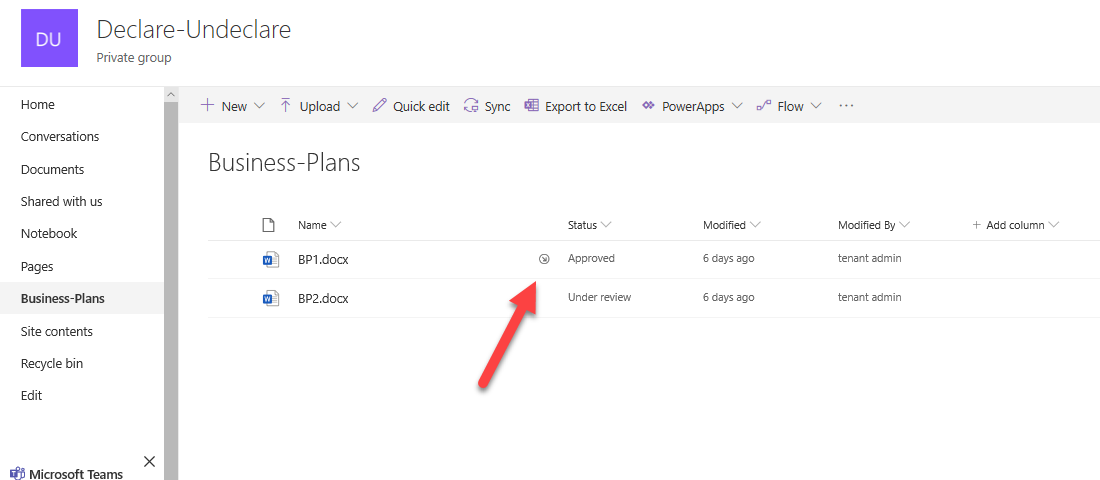 DU
Declare-Undeclare
Private group
Home
Conversations
Documents
Shared with us
Notebook
Pages
Business-Plans
Site contents
Recycle bin
Edit
Microsoft Teams
New Upload Quick edit Sync Export to Excel PowerApps Flow ...
Business-Plans
Name Status Modified Modified By + Add column
BP1.docx Approved 6 days ago tenant admin
BP2.docx Under review 6 days ago tenant admin